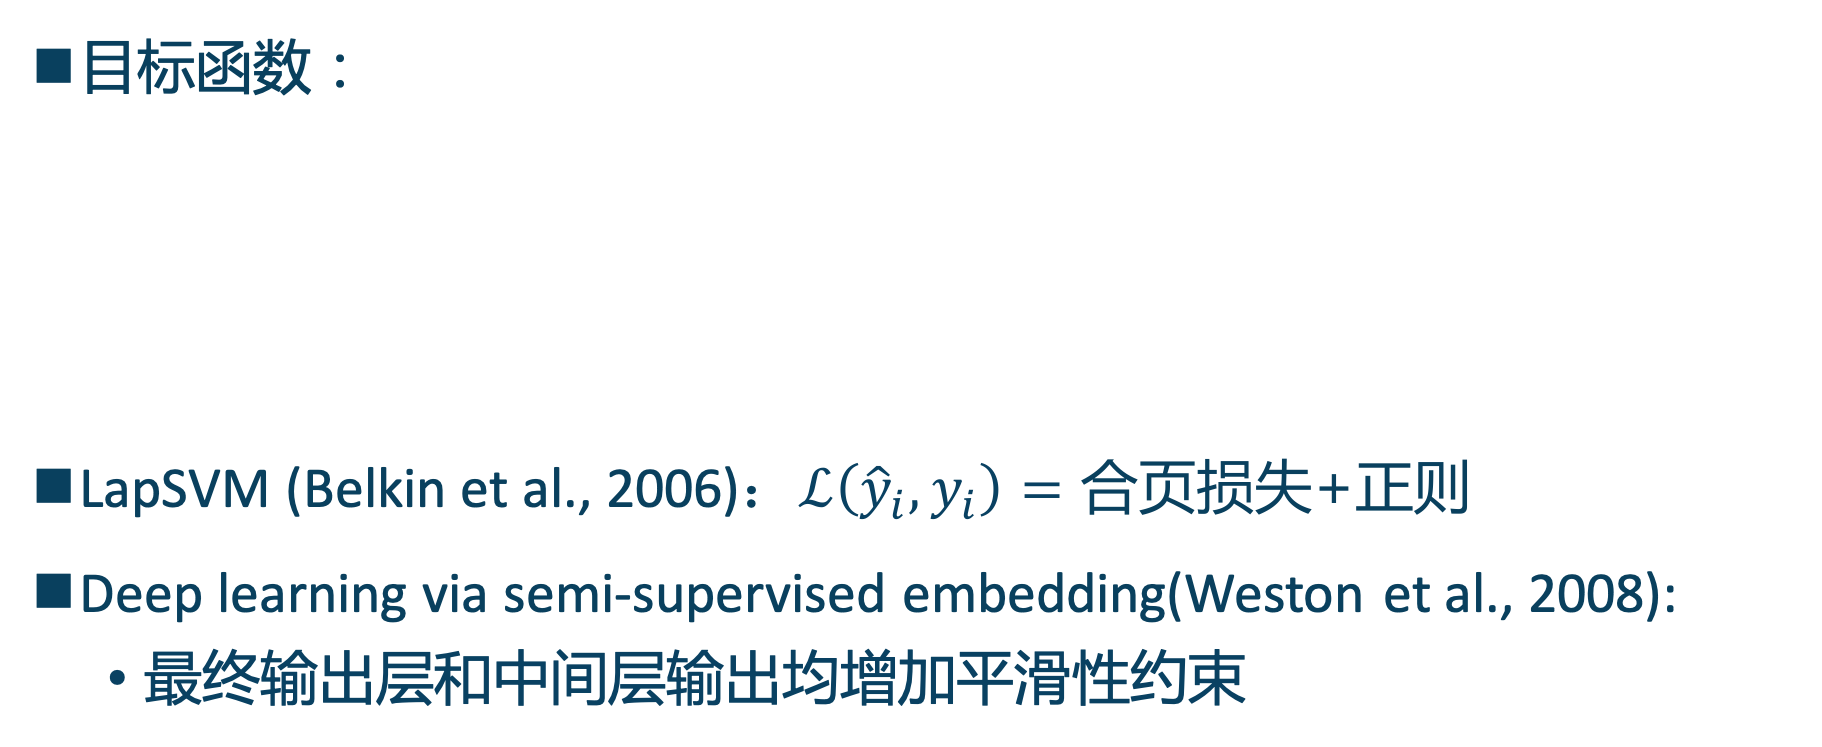 ■目标函数：
■LapSVM (Belkin et al., 2006)： ℒ(ŷᵢ, yᵢ) = 合页损失+正则
■Deep learning via semi-supervised embedding(Weston et al., 2008):
• 最终输出层和中间层输出均增加平滑性约束